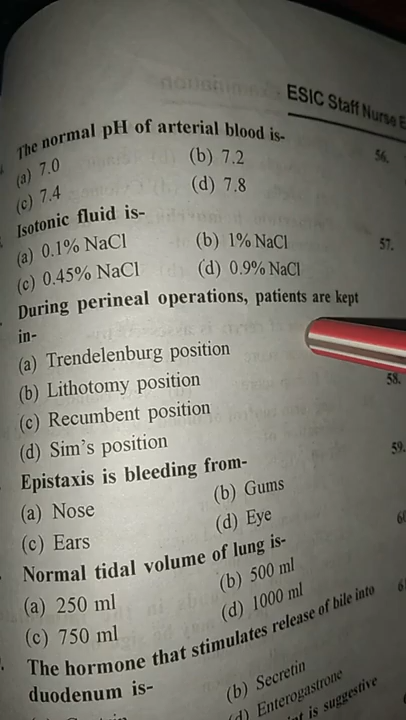 ESIC Staff Nurse E
The normal pH of arterial blood is-
(a) 7.0 (b) 7.2
(c) 7.4 (d) 7.8
Isotonic fluid is-
(a) 0.1% NaCl (b) 1% NaCl
(c) 0.45% NaCl (d) 0.9% NaCl
During perineal operations, patients are kept
in-
(a) Trendelenburg position
(b) Lithotomy position
(c) Recumbent position
(d) Sim's position
Epistaxis is bleeding from-
(a) Nose (b) Gums
(c) Ears (d) Eye
Normal tidal volume of lung is-
(a) 250 ml (b) 500 ml
(c) 750 ml (d) 1000 ml
The hormone that stimulates release of bile into
duodenum is-
(b) Secretin
(d) Enterogastrone
is suggestive
56.
57.
58.
59.